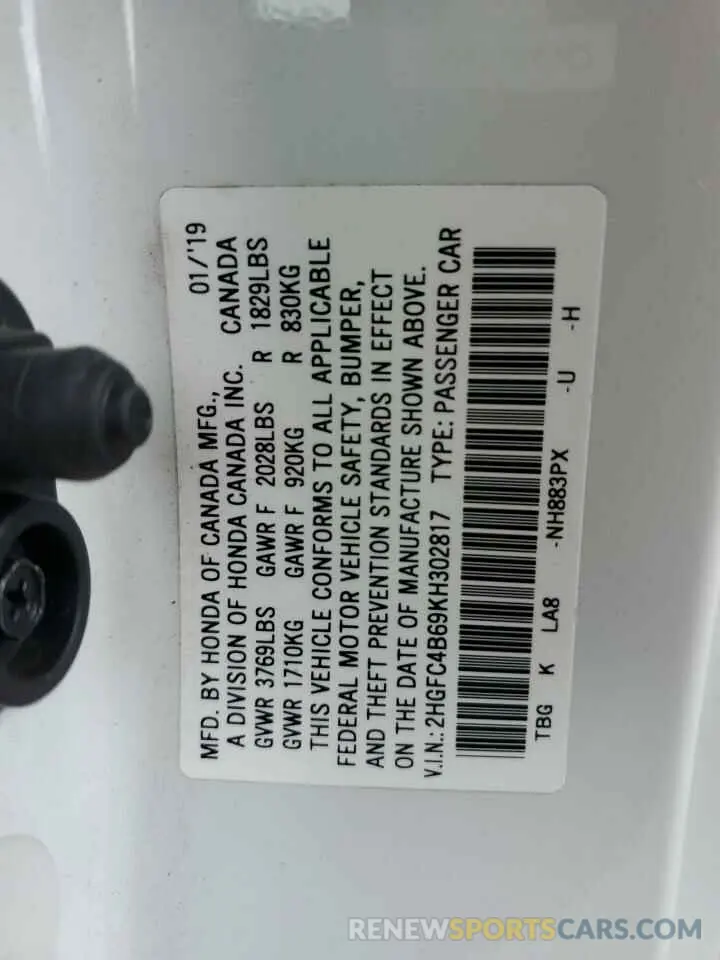 MFD. BY HONDA OF CANADA MFG., 01/'19
A DIVISION OF HONDA CANADA INC. CANADA
GVWR 3769LBS GAWR F 2028LBS R 1829LBS
GVWR 1710KG GAWR F 920KG R 830KG
THIS VEHICLE CONFORMS TO ALL APPLICABLE
FEDERAL MOTOR VEHICLE SAFETY, BUMPER,
AND THEFT PREVENTION STANDARDS IN EFFECT
ON THE DATE OF MANUFACTURE SHOWN ABOVE.
V.I.N.: 2HGFC4B69KH302817 TYPE: PASSENGER CAR
TBG K LA8 -NH883PX -U -H
RENEWSPORTSCARS.COM